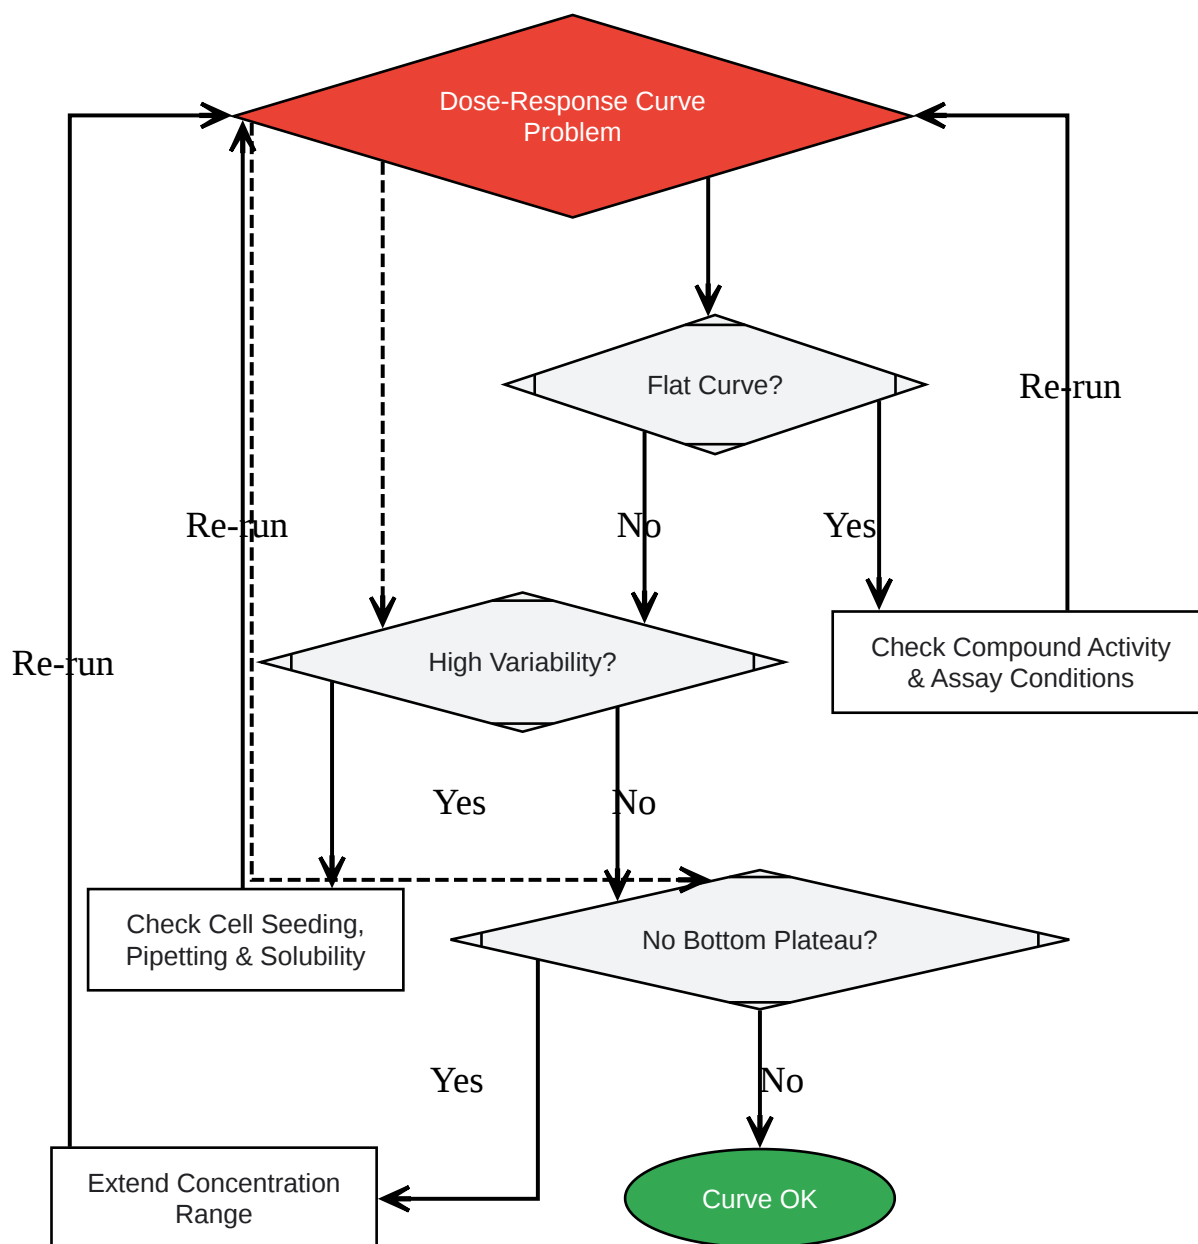 Dose-Response Curve
Problem
Flat Curve?
Re-run
Re-run
No
Yes
High Variability?
Re-run
Check Compound Activity
& Assay Conditions
Yes
No
Check Cell Seeding,
Pipetting & Solubility
No Bottom Plateau?
Yes
No
Extend Concentration
Range
Curve OK